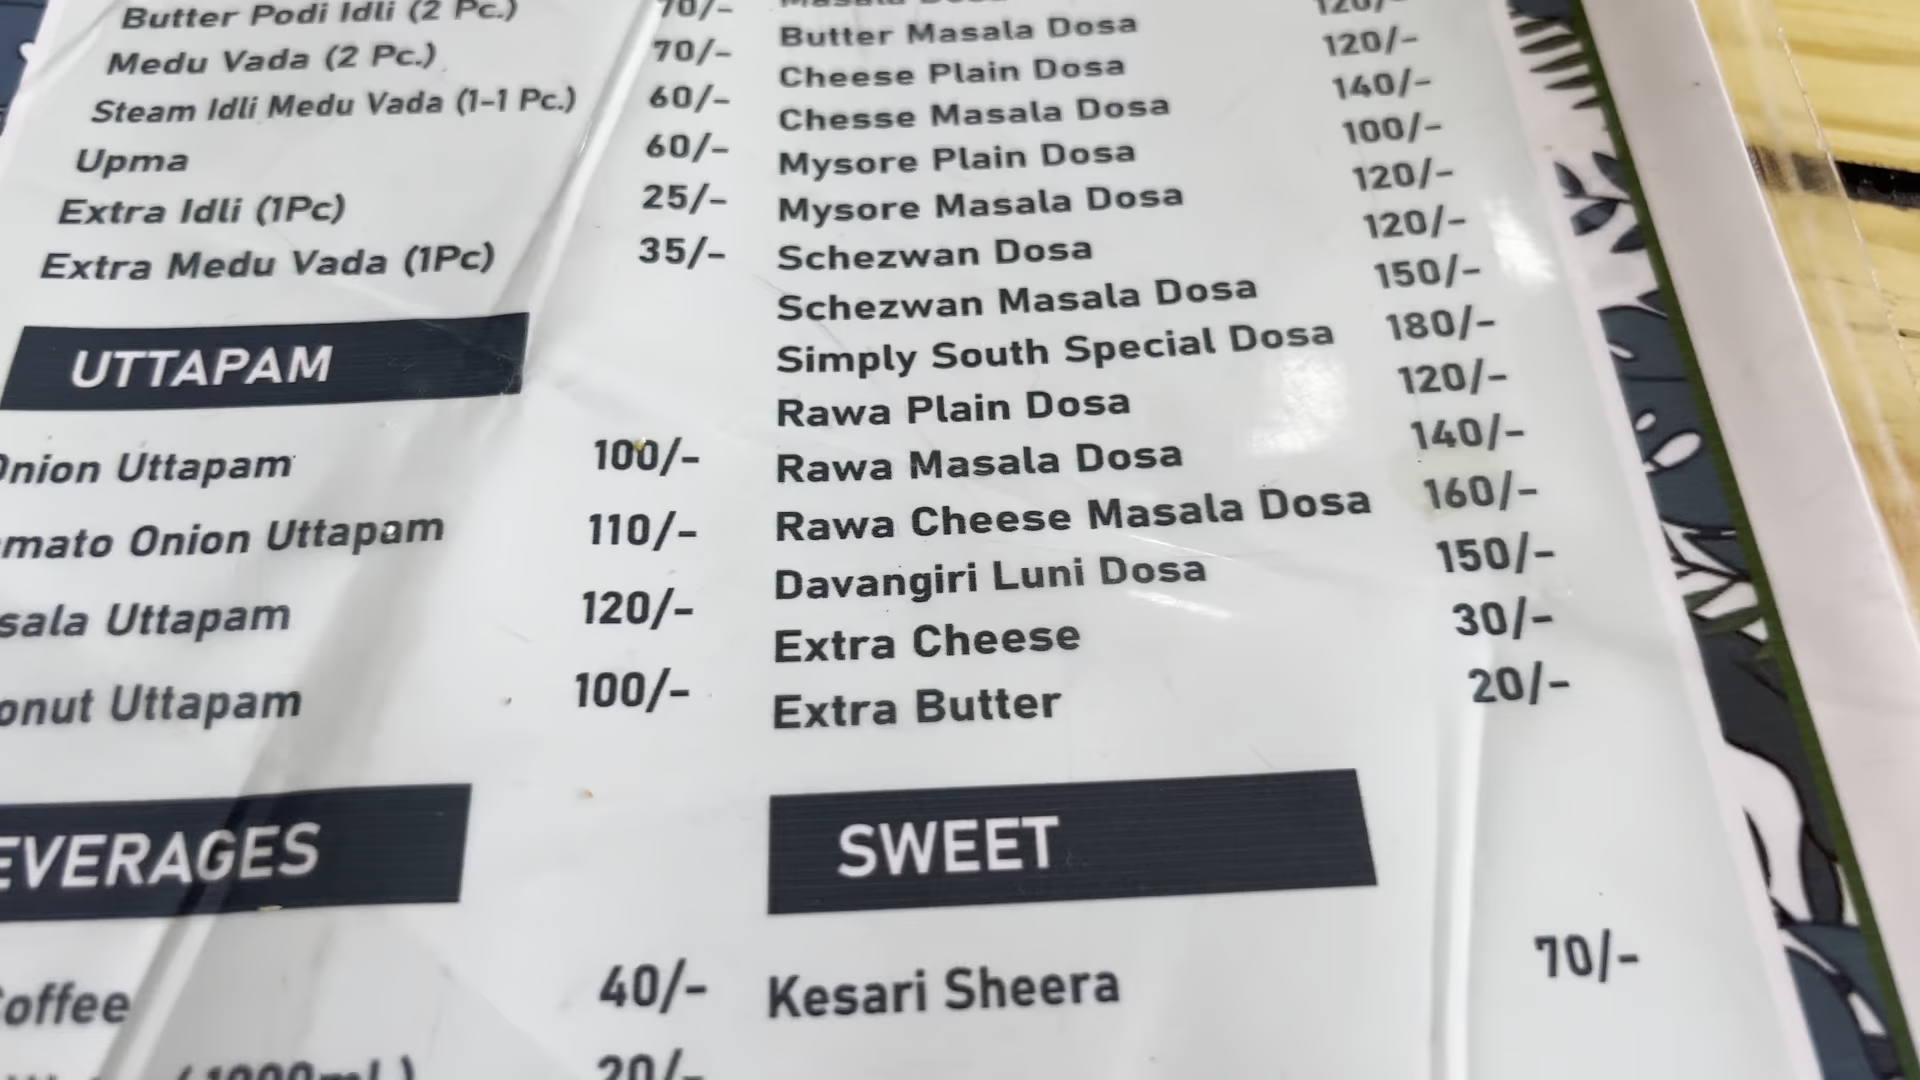 Butter Podi Idli (2 Pc.) 70/-
Medu Vada (2 Pc.) 70/-
Steam Idli Medu Vada (1-1 Pc.) 60/-
Upma 60/-
Extra Idli (1Pc) 25/-
Extra Medu Vada (1Pc) 35/-
UTTAPAM
Onion Uttapam 100/-
mato Onion Uttapam 110/-
sala Uttapam 120/-
onut Uttapam 100/-
EVERAGES
offee 40/-
20/-
Masala Dosa
Butter Masala Dosa 120/-
Cheese Plain Dosa 120/-
Chesse Masala Dosa 140/-
Mysore Plain Dosa 100/-
Mysore Masala Dosa 120/-
Schezwan Dosa 120/-
Schezwan Masala Dosa 150/-
Simply South Special Dosa 180/-
Rawa Plain Dosa 120/-
Rawa Masala Dosa 140/-
Rawa Cheese Masala Dosa 160/-
Davangiri Luni Dosa 150/-
Extra Cheese 30/-
Extra Butter 20/-
SWEET
Kesari Sheera 70/-